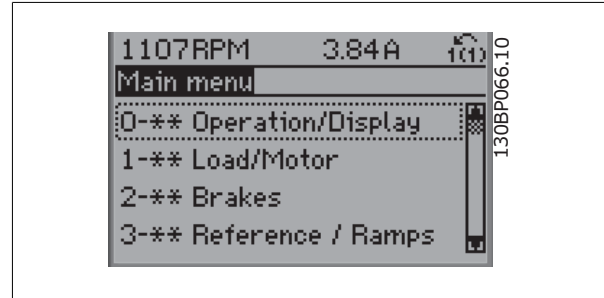 1107RPM 3.84A 1(1)
Main menu
0-** Operation/Display
1-** Load/Motor
2-** Brakes
3-** Reference / Ramps
130BP066.10